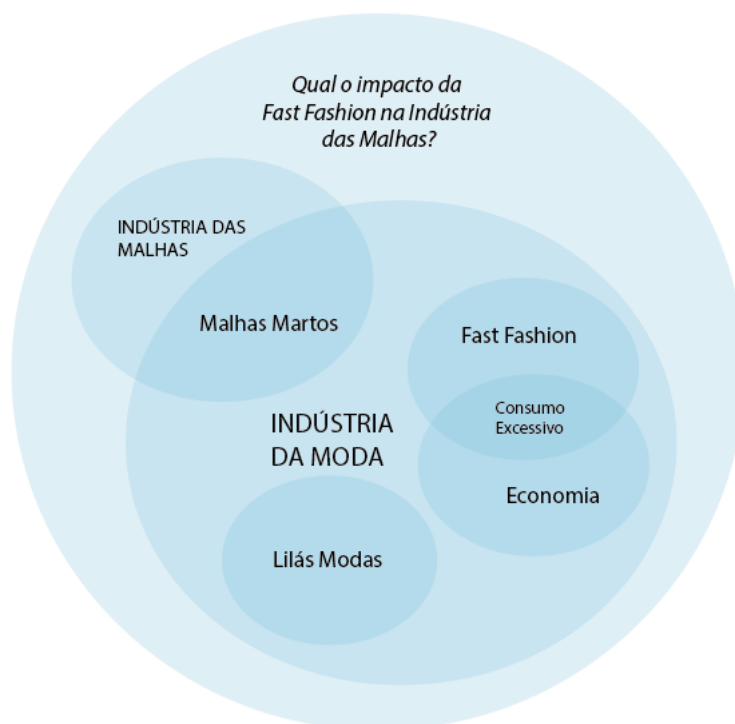 Qual o impacto da
Fast Fashion na Indústria
das Malhas?
INDÚSTRIA DAS
MALHAS
Malhas Martos
Fast Fashion
Consumo
Excessivo
INDÚSTRIA
DA MODA
Economia
Lilás Modas